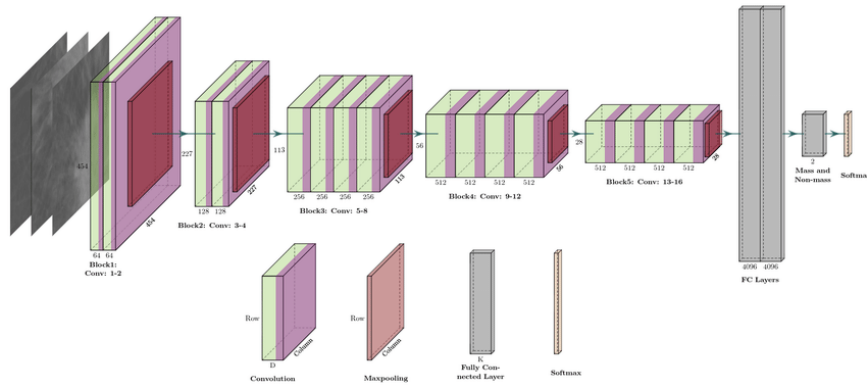 454
64 64
454
Block1:
Conv: 1-2
227
128 128
227
Block2: Conv: 3-4
113
256 256 256 256
113
Block3: Conv: 5-8
56
512 512 512 512
56
Block4: Conv: 9-12
28
512 512 512 512
28
Block5: Conv: 13-16
4096 4096
FC Layers
2
Mass and
Non-mass
Softma
Row
D
Column
Convolution
Row
Column
Maxpooling
K
Fully Con-
nected Layer
Softmax